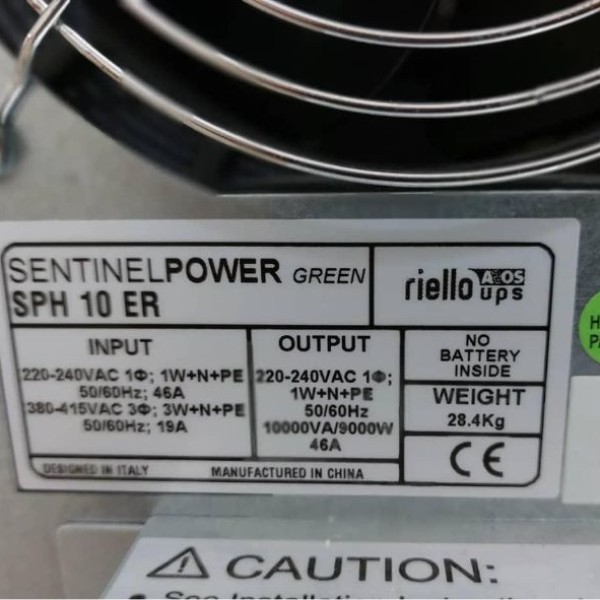 SENTINELPOWER GREEN
SPH 10 ER
riello AROS
ups
INPUT
220-240VAC 1Φ; 1W+N+PE
50/60Hz; 46A
380-415VAC 3Φ; 3W+N+PE
50/60Hz; 19A
OUTPUT
220-240VAC 1Φ;
1W+N+PE
50/60Hz
10000VA/9000W
46A
NO
BATTERY
INSIDE
WEIGHT
28.4Kg
CE
DESIGNED IN ITALY
MANUFACTURED IN CHINA
CAUTION: